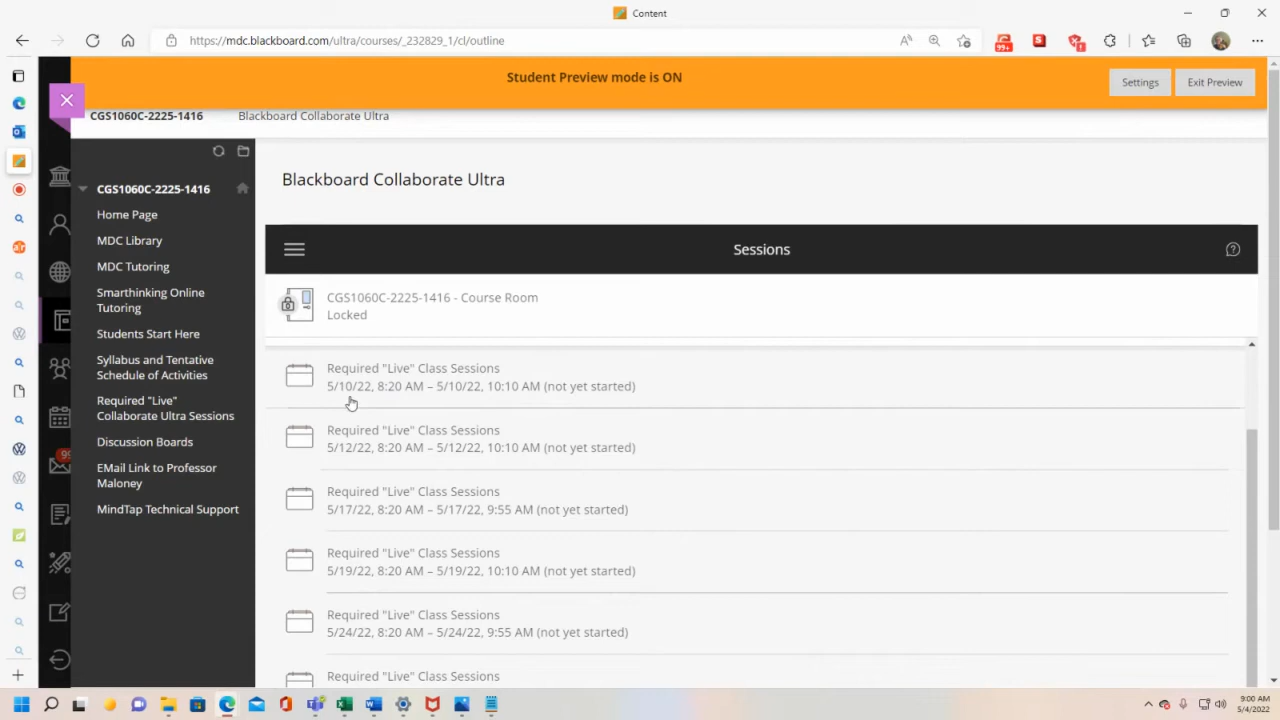 Content
https://mdc.blackboard.com/ultra/courses/_232829_1/cl/outline
99+
Student Preview mode is ON
Settings
Exit Preview
CGS1060C-2225-1416
Blackboard Collaborate Ultra
CGS1060C-2225-1416
Home Page
MDC Library
MDC Tutoring
Smarthinking Online
Tutoring
Students Start Here
Syllabus and Tentative
Schedule of Activities
Required "Live"
Collaborate Ultra Sessions
Discussion Boards
EMail Link to Professor
Maloney
MindTap Technical Support
Blackboard Collaborate Ultra
Sessions
CGS1060C-2225-1416 - Course Room
Locked
Required "Live" Class Sessions
5/10/22, 8:20 AM – 5/10/22, 10:10 AM (not yet started)
Required "Live" Class Sessions
5/12/22, 8:20 AM – 5/12/22, 10:10 AM (not yet started)
Required "Live" Class Sessions
5/17/22, 8:20 AM – 5/17/22, 9:55 AM (not yet started)
Required "Live" Class Sessions
5/19/22, 8:20 AM – 5/19/22, 10:10 AM (not yet started)
Required "Live" Class Sessions
5/24/22, 8:20 AM – 5/24/22, 9:55 AM (not yet started)
Required "Live" Class Sessions
9:00 AM
5/4/2022